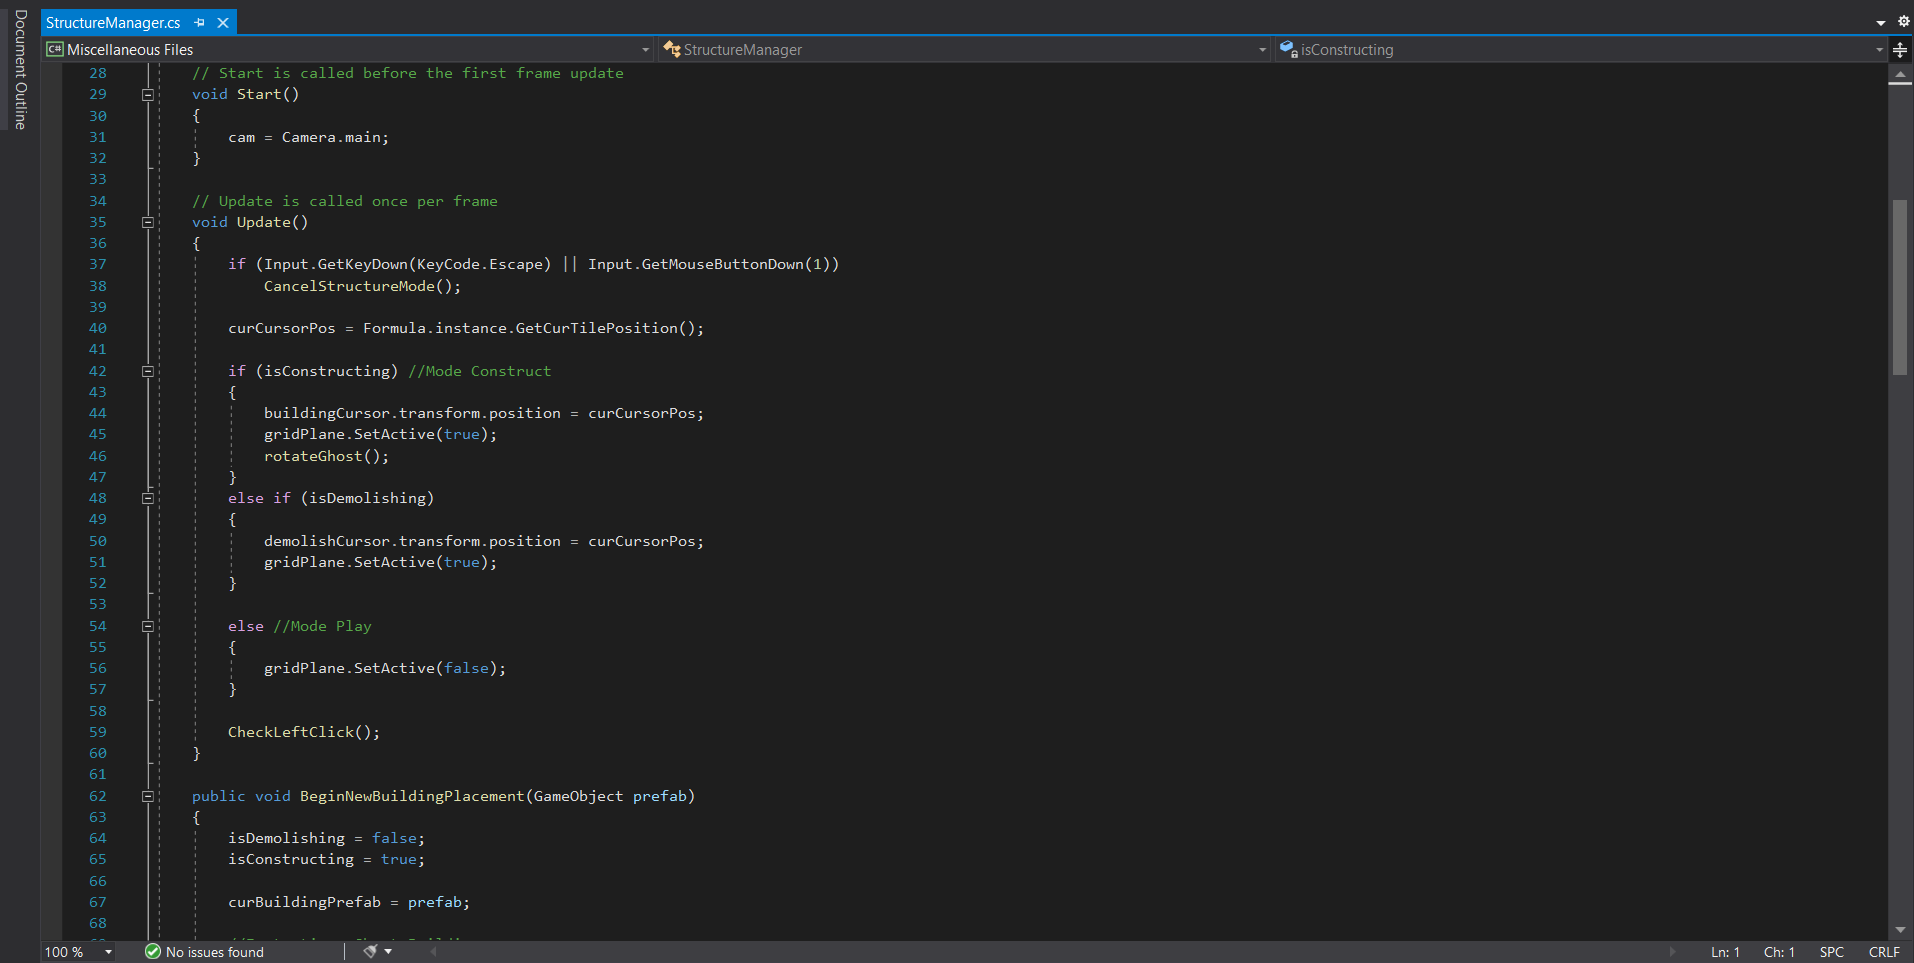 Document Outline
StructureManager.cs
C# Miscellaneous Files
StructureManager
isConstructing
28 // Start is called before the first frame update
29 void Start()
30 {
31 cam = Camera.main;
32 }
33
34 // Update is called once per frame
35 void Update()
36 {
37 if (Input.GetKeyDown(KeyCode.Escape) || Input.GetMouseButtonDown(1))
38 CancelStructureMode();
39
40 curCursorPos = Formula.instance.GetCurTilePosition();
41
42 if (isConstructing) //Mode Construct
43 {
44 buildingCursor.transform.position = curCursorPos;
45 gridPlane.SetActive(true);
46 rotateGhost();
47 }
48 else if (isDemolishing)
49 {
50 demolishCursor.transform.position = curCursorPos;
51 gridPlane.SetActive(true);
52 }
53
54 else //Mode Play
55 {
56 gridPlane.SetActive(false);
57 }
58
59 CheckLeftClick();
60 }
61
62 public void BeginNewBuildingPlacement(GameObject prefab)
63 {
64 isDemolishing = false;
65 isConstructing = true;
66
67 curBuildingPrefab = prefab;
68
100 %
No issues found
Ln: 1
Ch: 1
SPC
CRLF